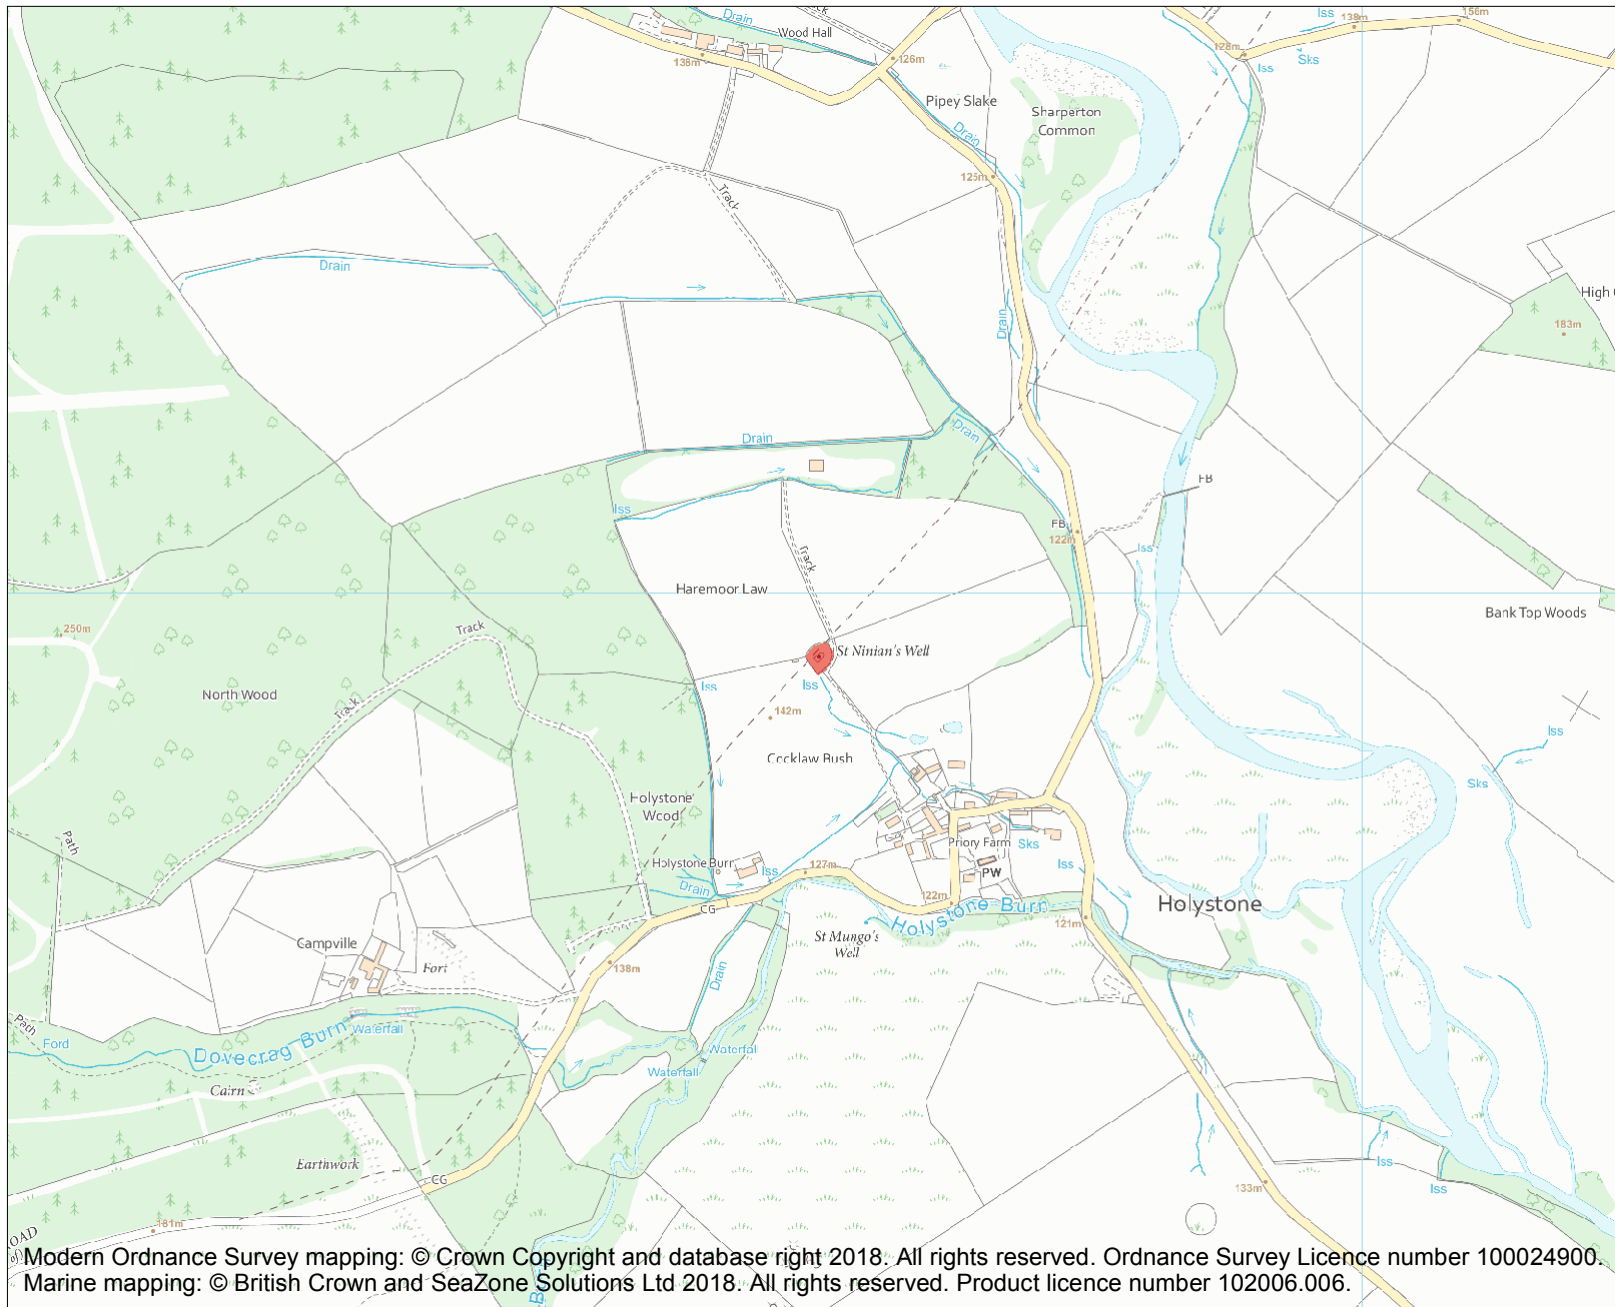 Drain
Wood Hall
138m
126m
Iss
138m
156m
128m
Iss
Sks
Pipey Slake
Sharperton
Common
Drain
125m
Track
Drain
Drain
High
183m
Drain
Drain
FB
Iss
FB
122m
Iss
Track
Haremoor Law
Bank Top Woods
250m
Track
St Ninian's Well
Iss
Iss
North Wood
Track
142m
Iss
Cocklaw Bush
Sks
Holystone
Wood
Path
Priory Farm
Sks
Holystone Burn
Iss
127m
Iss
PW
Drain
122m
CG
Holystone Burn
Holystone
121m
Campville
St Mungo's
Well
Fort
138m
Drain
Path
Ford
Waterfall
Dovecrag Burn
Waterfall
Waterfall
Cairn
Earthwork
CG
Iss
133m
Iss
181m
OAD
Modern Ordnance Survey mapping: © Crown Copyright and database right 2018. All rights reserved. Ordnance Survey Licence number 100024900.
Marine mapping: © British Crown and SeaZone Solutions Ltd 2018. All rights reserved. Product licence number 102006.006.